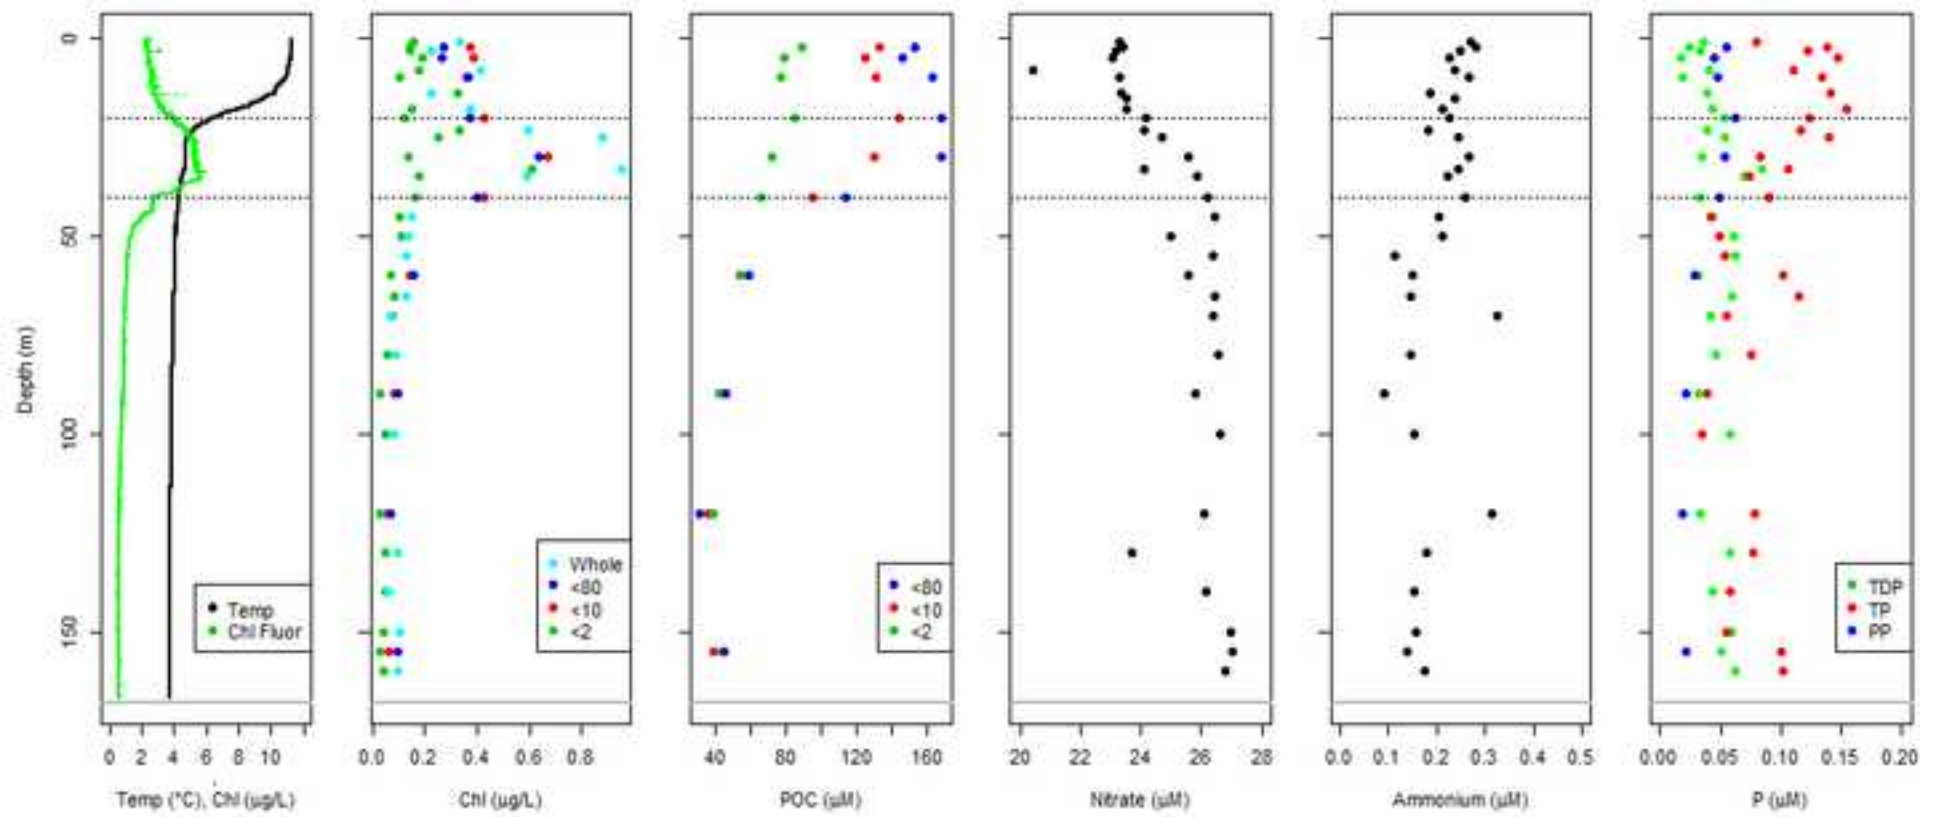 Depth (m)
0
50
100
150
Temp
Chl Fluor
0 2 4 6 8 10
Temp (°C), Chl (µg/L)
Whole
<80
<10
<2
0.0 0.2 0.4 0.6 0.8
Chl (µg/L)
<80
<10
<2
40 80 120 160
POC (µM)
20 22 24 26 28
Nitrate (µM)
0.0 0.1 0.2 0.3 0.4 0.5
Ammonium (µM)
TDP
TP
PP
0.00 0.05 0.10 0.15 0.20
P (µM)